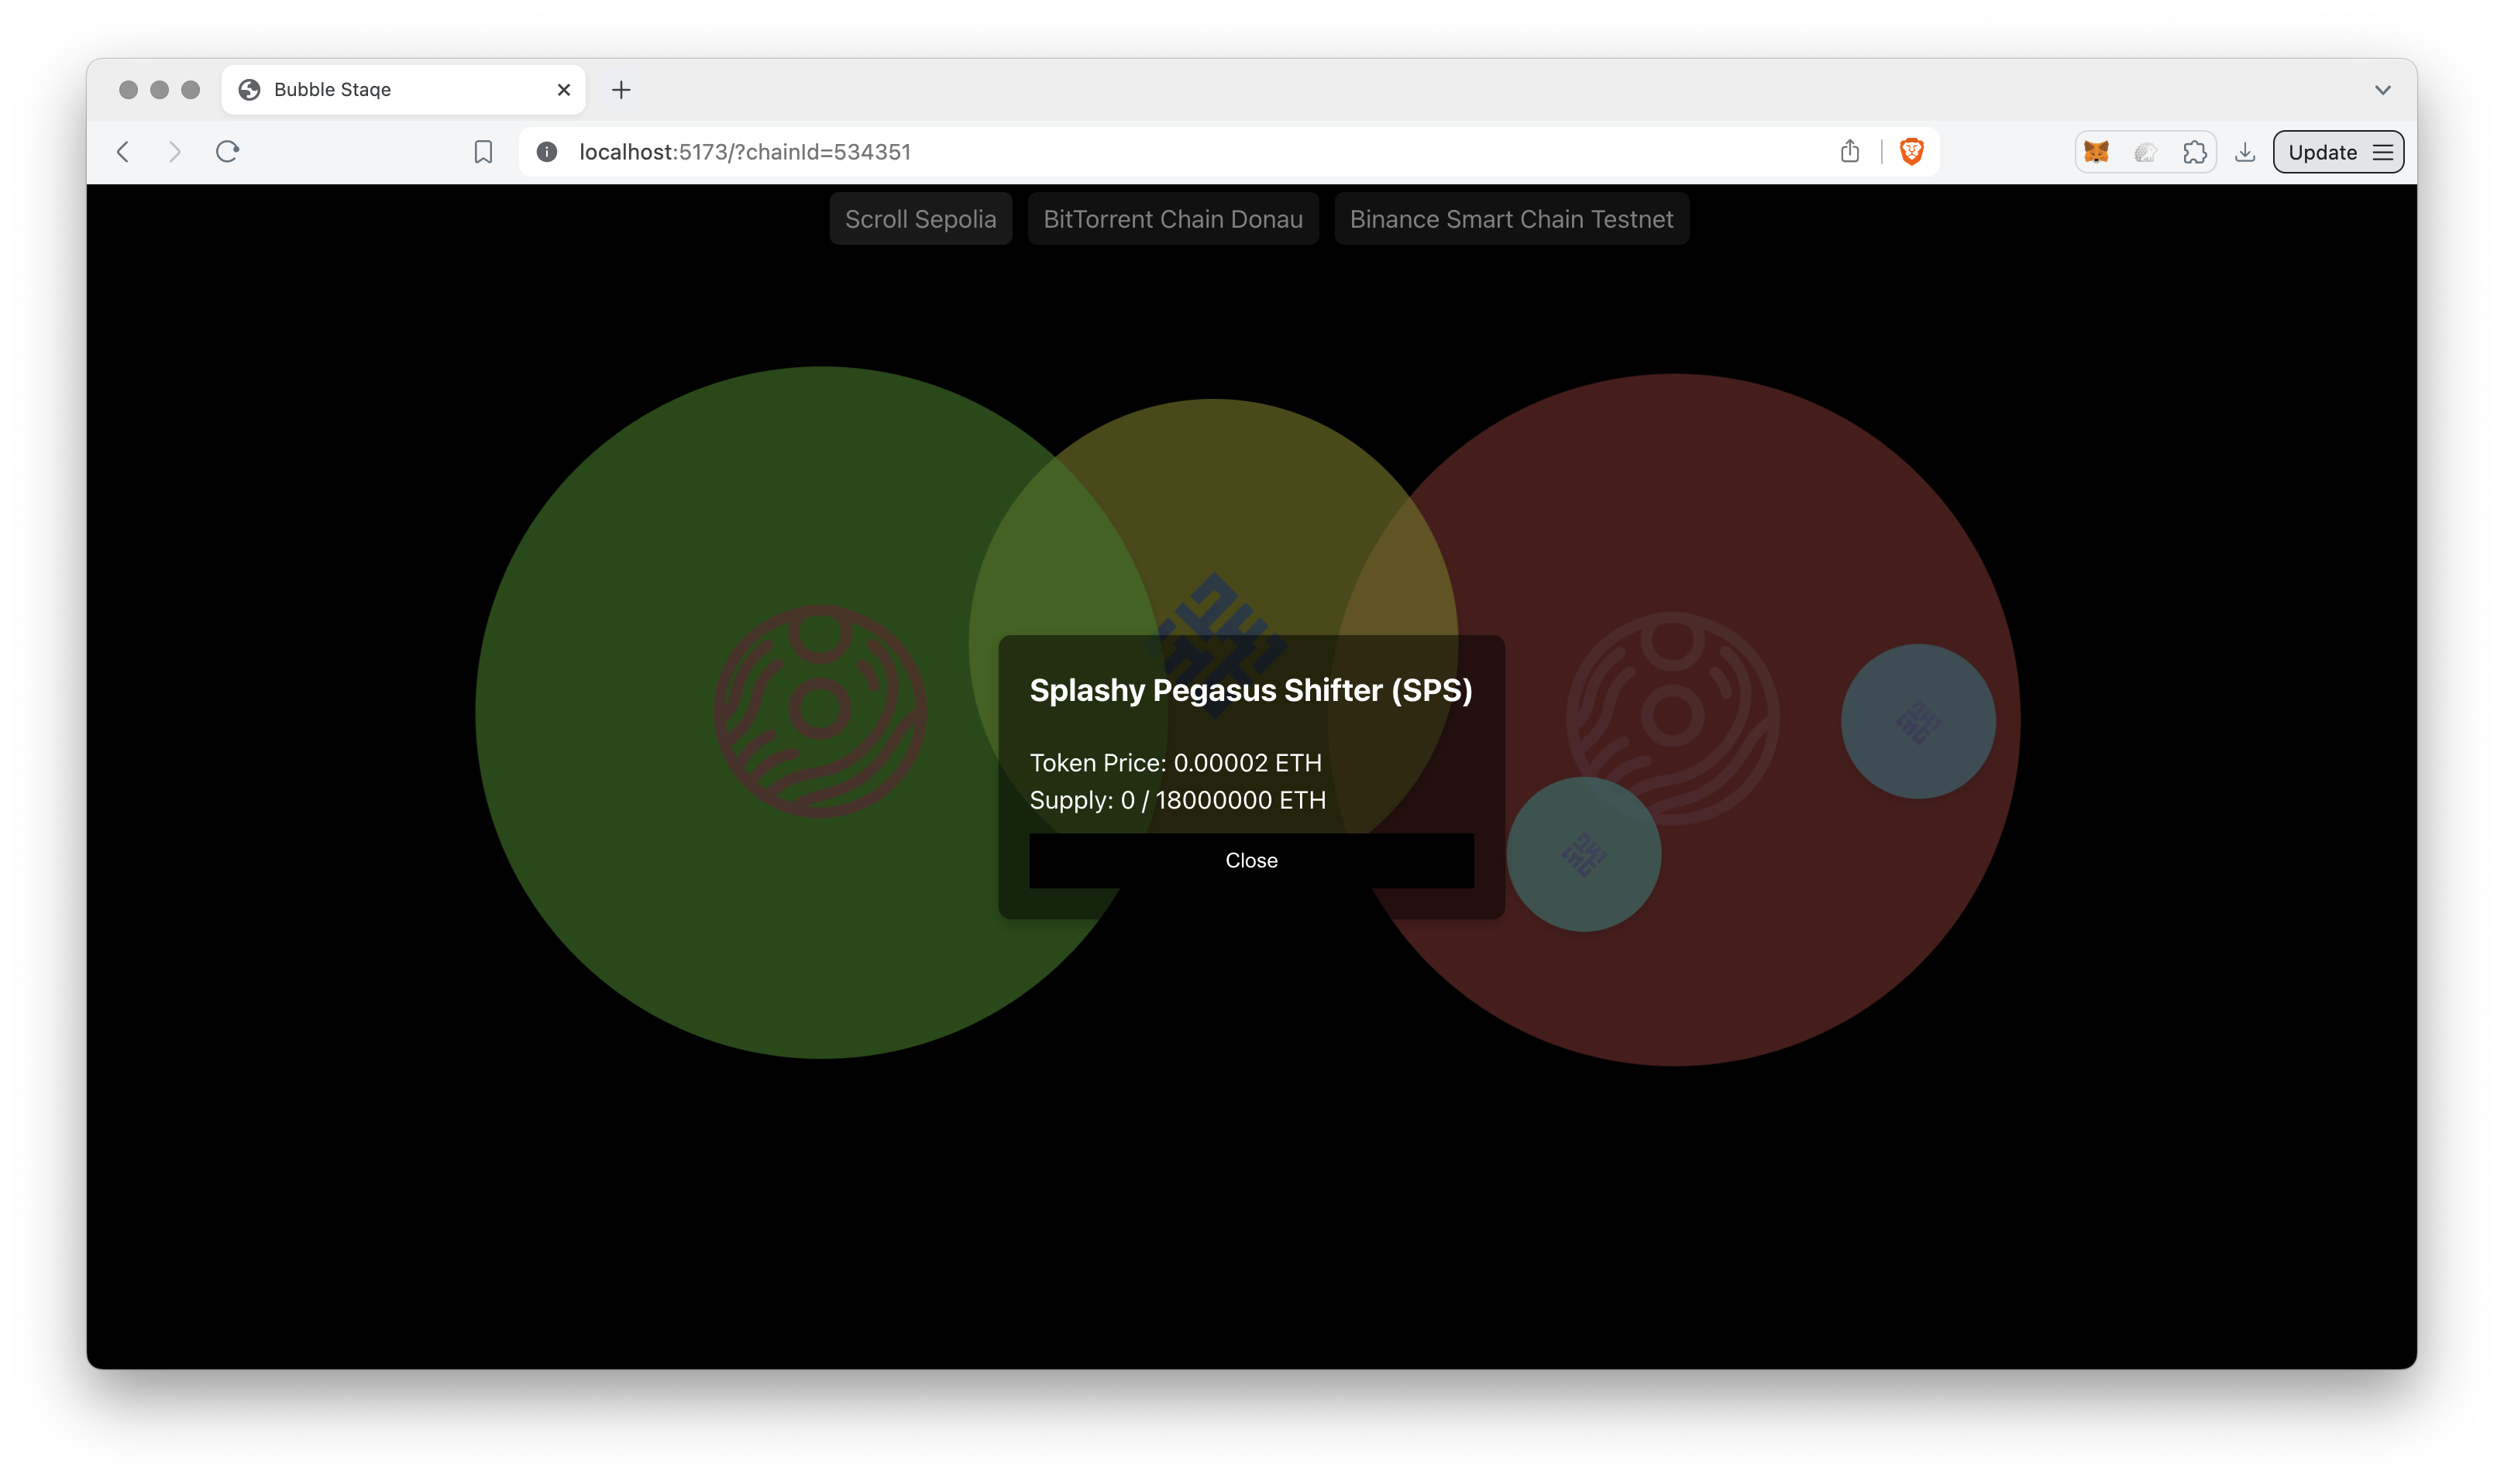 Bubble Staqe
localhost:5173/?chainId=534351
Update
Scroll Sepolia
BitTorrent Chain Donau
Binance Smart Chain Testnet
Splashy Pegasus Shifter (SPS)
Token Price: 0.00002 ETH
Supply: 0 / 18000000 ETH
Close